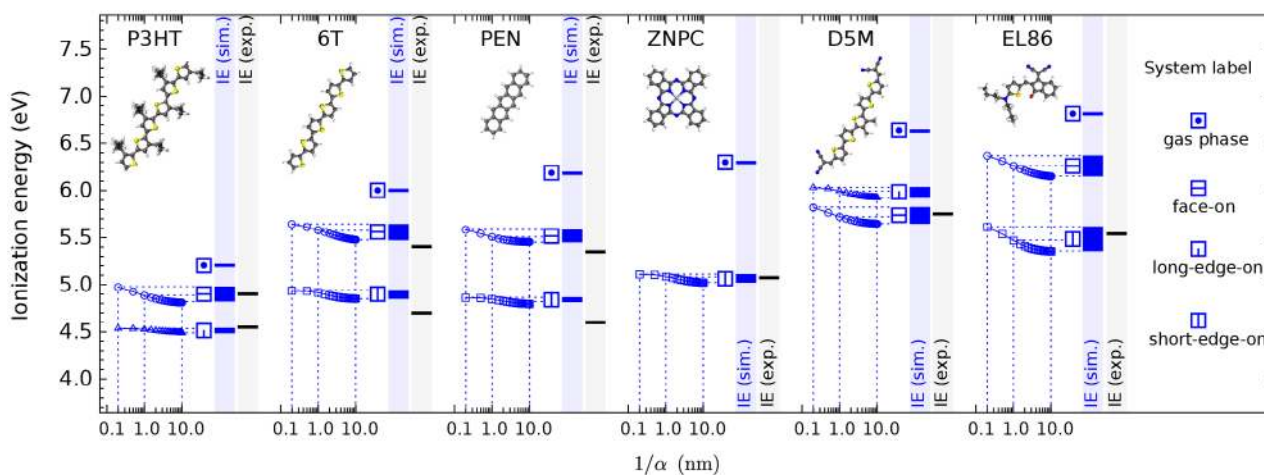 P3HT
6T
PEN
ZNPC
D5M
EL86
IE (sim.)
IE (exp.)
IE (sim.)
IE (exp.)
IE (sim.)
IE (exp.)
IE (sim.)
IE (exp.)
IE (sim.)
IE (exp.)
IE (sim.)
IE (exp.)
Ionization energy (eV)
7.5
7.0
6.5
6.0
5.5
5.0
4.5
4.0
0.1 1.0 10.0
0.1 1.0 10.0
0.1 1.0 10.0
0.1 1.0 10.0
0.1 1.0 10.0
0.1 1.0 10.0
1/α (nm)
System label
gas phase
face-on
long-edge-on
short-edge-on